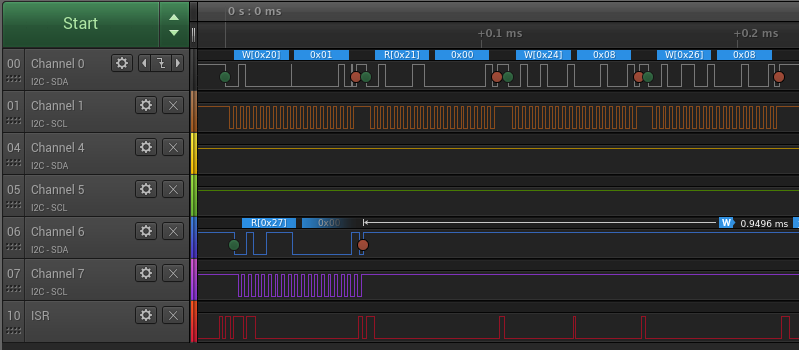 Start
0 s : 0 ms
+0.1 ms
+0.2 ms
00 Channel 0
I2C - SDA
W[0x20] 0x01 R[0x21] 0x00 W[0x24] 0x08 W[0x26] 0x08
01 Channel 1
I2C - SCL
04 Channel 4
I2C - SDA
05 Channel 5
I2C - SCL
06 Channel 6
I2C - SDA
R[0x27] 0x00 W 0.9496 ms
07 Channel 7
I2C - SCL
10 ISR